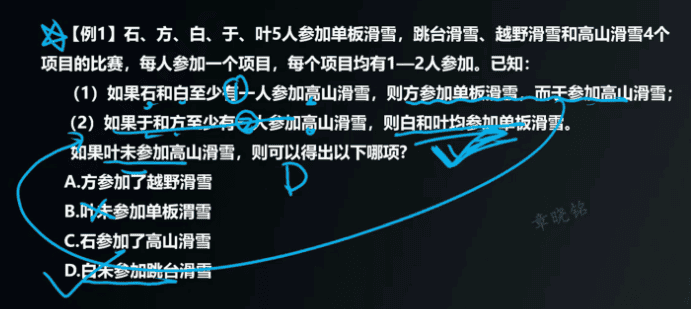 【例1】石、方、白、于、叶5人参加单板滑雪，跳台滑雪、越野滑雪和高山滑雪4个
项目的比赛，每人参加一个项目，每个项目均有1—2人参加。已知：
（1）如果石和白至少有一人参加高山滑雪，则方参加单板滑雪，而于参加高山滑雪；
（2）如果于和方至少有一人参加高山滑雪，则白和叶均参加单板滑雪。
如果叶未参加高山滑雪，则可以得出以下哪项？
D
A.方参加了越野滑雪
B.叶未参加单板滑雪
C.石参加了高山滑雪
D.白未参加跳台滑雪
章晓铭